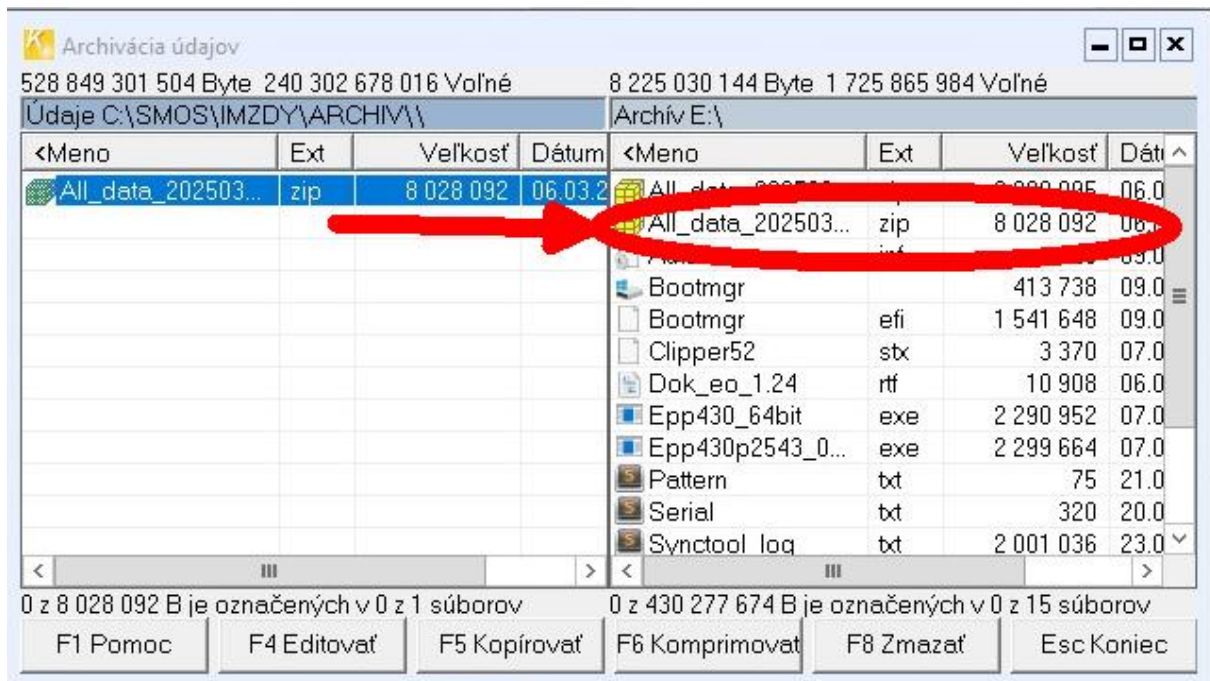 Archivácia údajov
528 849 301 504 Byte 240 302 678 016 Voľné
8 225 030 144 Byte 1 725 865 984 Voľné
Údaje C:\SMOS\IMZDY\ARCHIV\\
Archív E:\
<Meno Ext Veľkosť Dátum
All_data_202503... zip 8 028 092 06.03.2
<Meno Ext Veľkosť Dátu
06.0
All_data_202503... zip 8 028 092 06.
Bootmgr 413 738 09.0
Bootmgr efi 1 541 648 09.0
Clipper52 stx 3 370 07.0
Dok_eo_1.24 rtf 10 908 06.0
Epp430_64bit exe 2 290 952 07.0
Epp430p2543_0... exe 2 299 664 07.0
Pattern txt 75 21.0
Serial txt 320 20.0
Synctool_log txt 2 001 036 23.0
0 z 8 028 092 B je označených v 0 z 1 súborov
0 z 430 277 674 B je označených v 0 z 15 súborov
F1 Pomoc F4 Editovať F5 Kopírovať F6 Komprimovať F8 Zmazať Esc Koniec